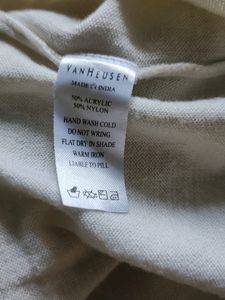 VANHEUSEN
MADE IN INDIA
50% ACRYLIC
50% NYLON
HAND WASH COLD
DO NOT WRING
FLAT DRY IN SHADE
WARM IRON
LIABLE TO PILL